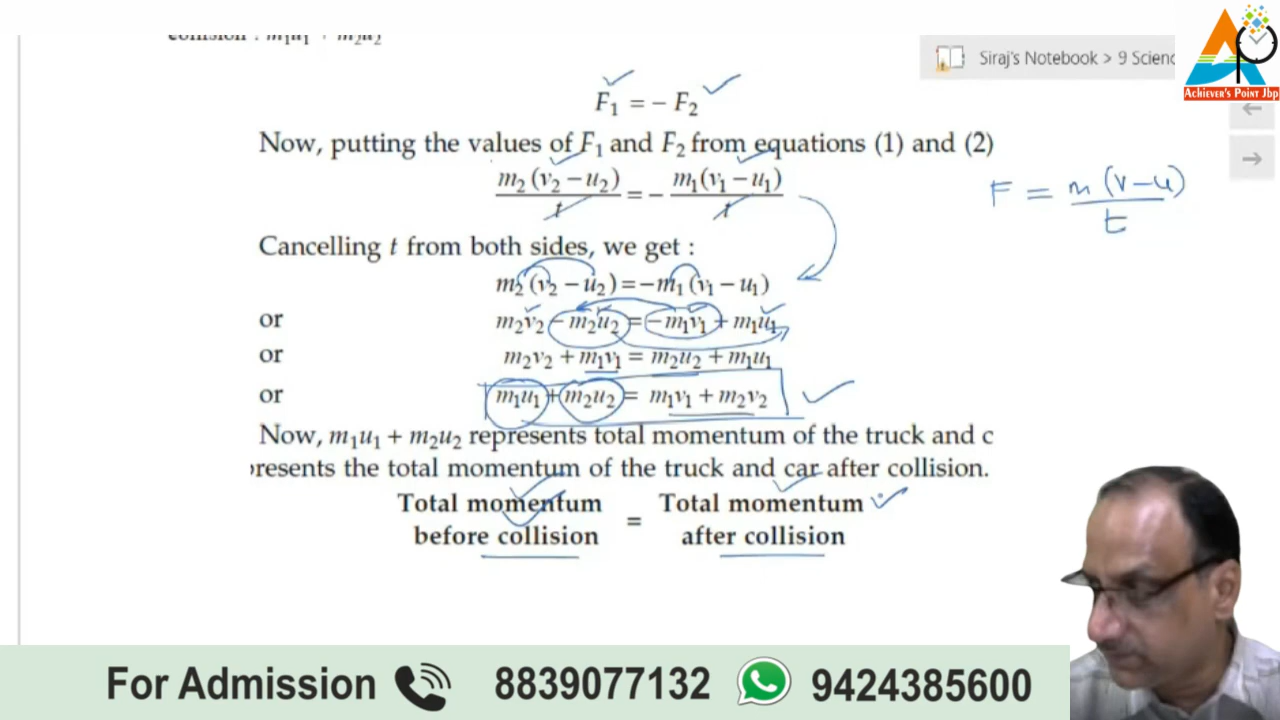 collision : m₁u₁ + m₂u₂
Siraj's Notebook > 9 Scienc
ACHIEVER'S POINT Jbp
F₁ = – F₂
Now, putting the values of F₁ and F₂ from equations (1) and (2)
m₂ (v₂ – u₂) / t = – m₁(v₁ – u₁) / t
F = m (v – u) / t
Cancelling t from both sides, we get :
m₂ (v₂ – u₂) = –m₁ (v₁ – u₁)
or m₂v₂ – m₂u₂ = –m₁v₁ + m₁u₁
or m₂v₂ + m₁v₁ = m₂u₂ + m₁u₁
or m₁u₁ + m₂u₂ = m₁v₁ + m₂v₂
Now, m₁u₁ + m₂u₂ represents total momentum of the truck and c
presents the total momentum of the truck and car after collision.
Total momentum before collision = Total momentum after collision
For Admission 8839077132 9424385600